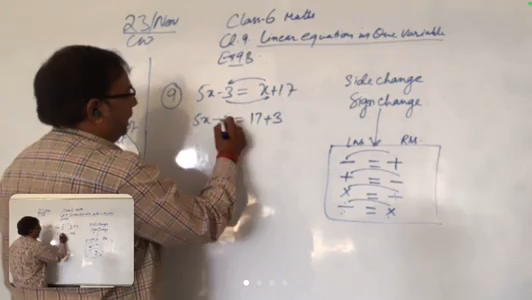 23/Nov
CW
Class-6 Maths
Ch.9 Linear equation in One Variable
Ex 9B
9
5x-3 = x+17
5x- = 17+3
Side change
Sign change
LHS RHS
- = +
+ = -
× = ÷
÷ = ×